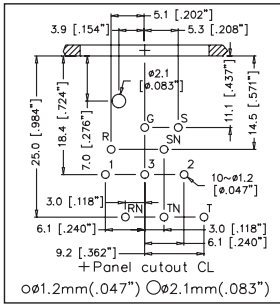 5.1 [.202"]
3.9 [.154"]
5.3 [.208"]
ø2.1
[ø.083"]
25.0 [.984"]
18.4 [.724"]
7.0 [.276"]
11.1 [.437"]
14.5 [.571"]
G
S
R
SN
1
3
2
10~ø1.2
[ø.047"]
3.0 [.118"]
RN
TN
T
6.1 [.240"]
3.0 [.118"]
6.1 [.240"]
9.2 [.362"]
Panel cutout CL
ø1.2mm(.047") ø2.1mm(.083")